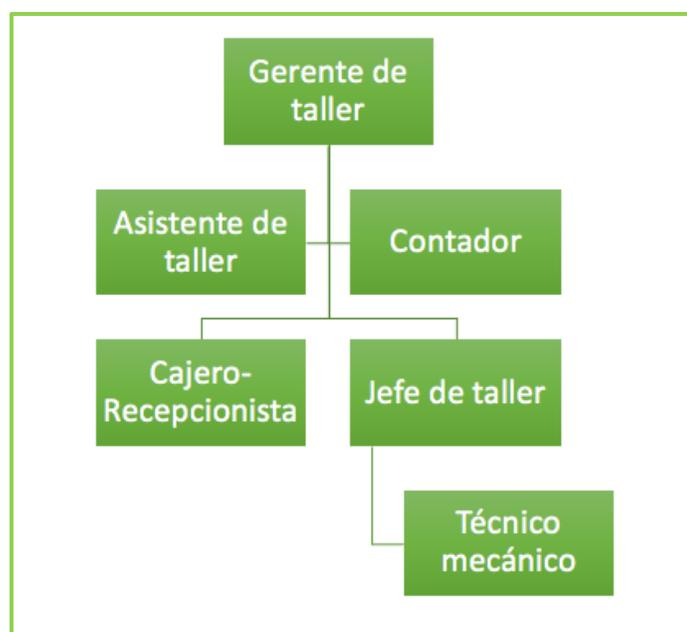 Gerente de
taller
Asistente de
taller
Contador
Cajero-
Recepcionista
Jefe de taller
Técnico
mecánico